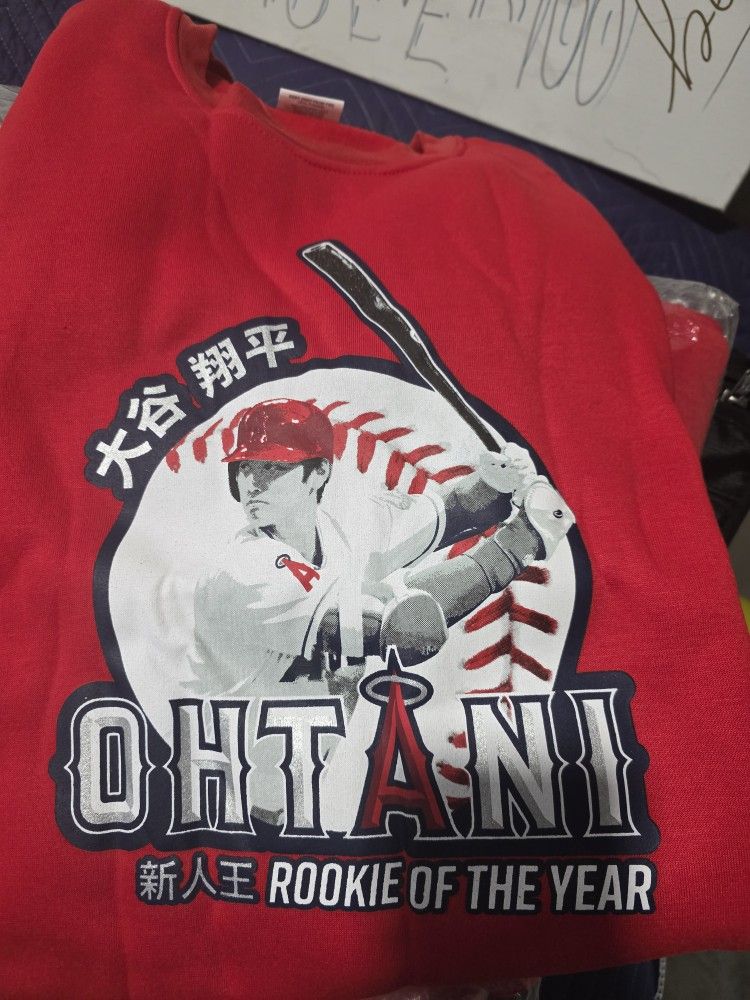 大谷 翔平
OHTANI
新人王 ROOKIE OF THE YEAR